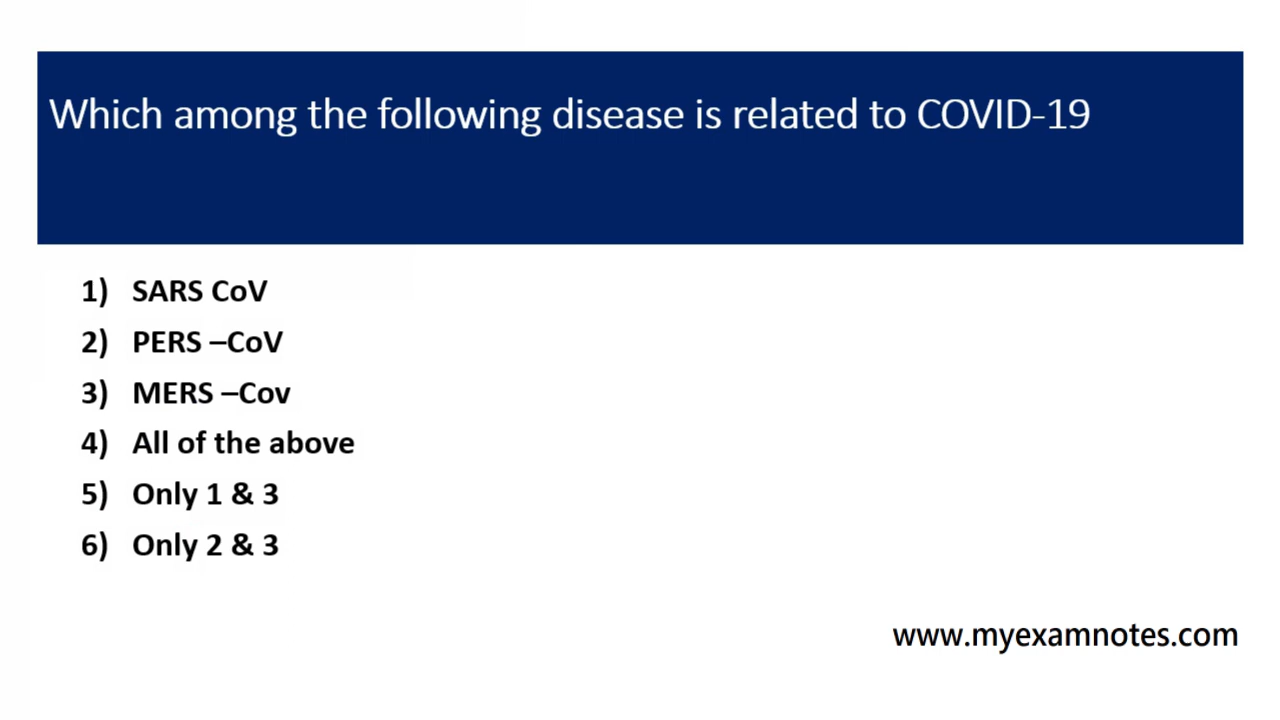 Which among the following disease is related to COVID-19
1) SARS CoV
2) PERS –CoV
3) MERS –Cov
4) All of the above
5) Only 1 & 3
6) Only 2 & 3
www.myexamnotes.com